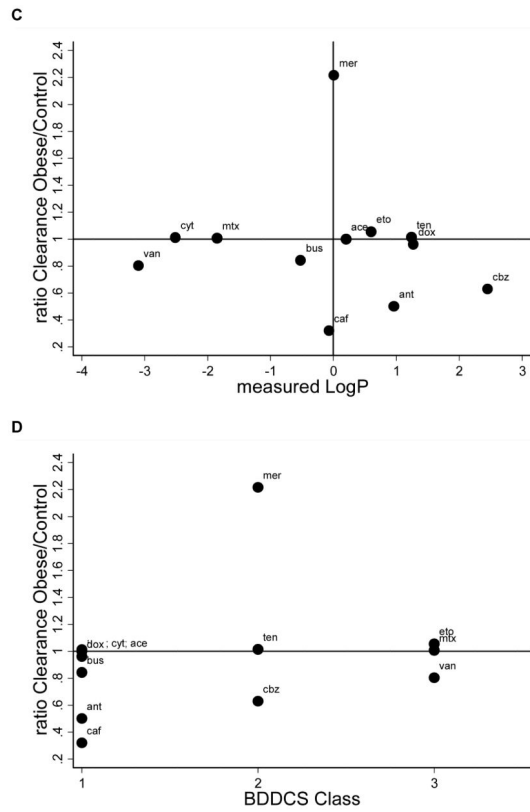 C
ratio Clearance Obese/Control
2.4
2.2
2
1.8
1.6
1.4
1.2
1
.8
.6
.4
.2
mer
cyt
mtx
ace
eto
ten
dox
van
bus
cbz
ant
caf
-4 -3 -2 -1 0 1 2 3
measured LogP
D
ratio Clearance Obese/Control
2.4
2.2
2
1.8
1.6
1.4
1.2
1
.8
.6
.4
.2
mer
dox ; cyt; ace
ten
eto
mtx
bus
van
cbz
ant
caf
1 2 3
BDDCS Class